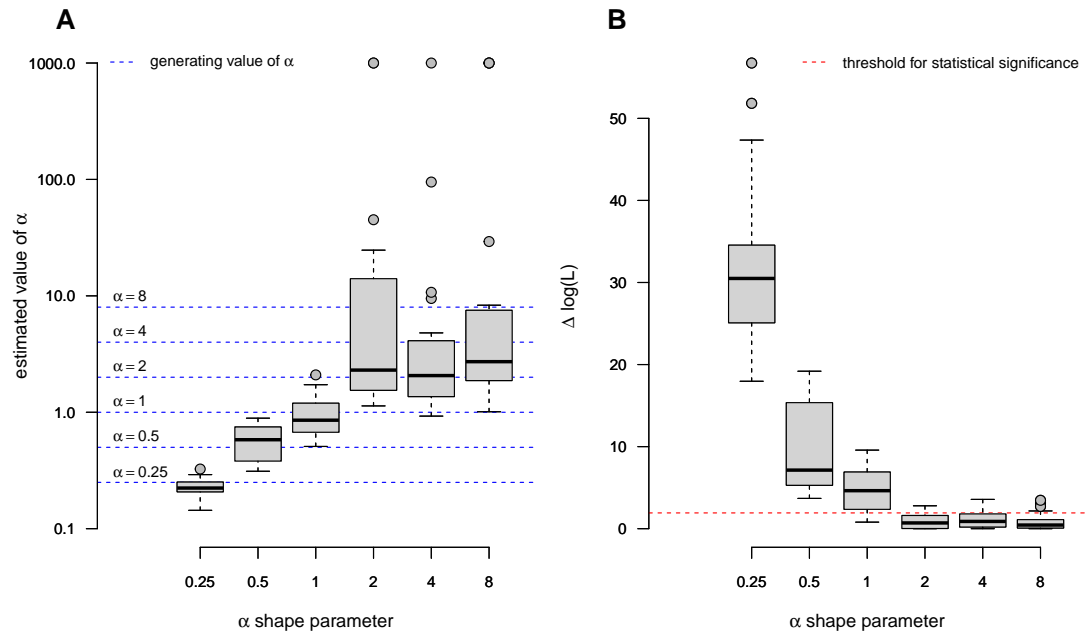 A
generating value of α
1000.0
100.0
10.0
1.0
0.1
estimated value of α
α = 8
α = 4
α = 2
α = 1
α = 0.5
α = 0.25
0.25 0.5 1 2 4 8
α shape parameter
B
threshold for statistical significance
50
40
30
20
10
0
Δ log(L)
0.25 0.5 1 2 4 8
α shape parameter